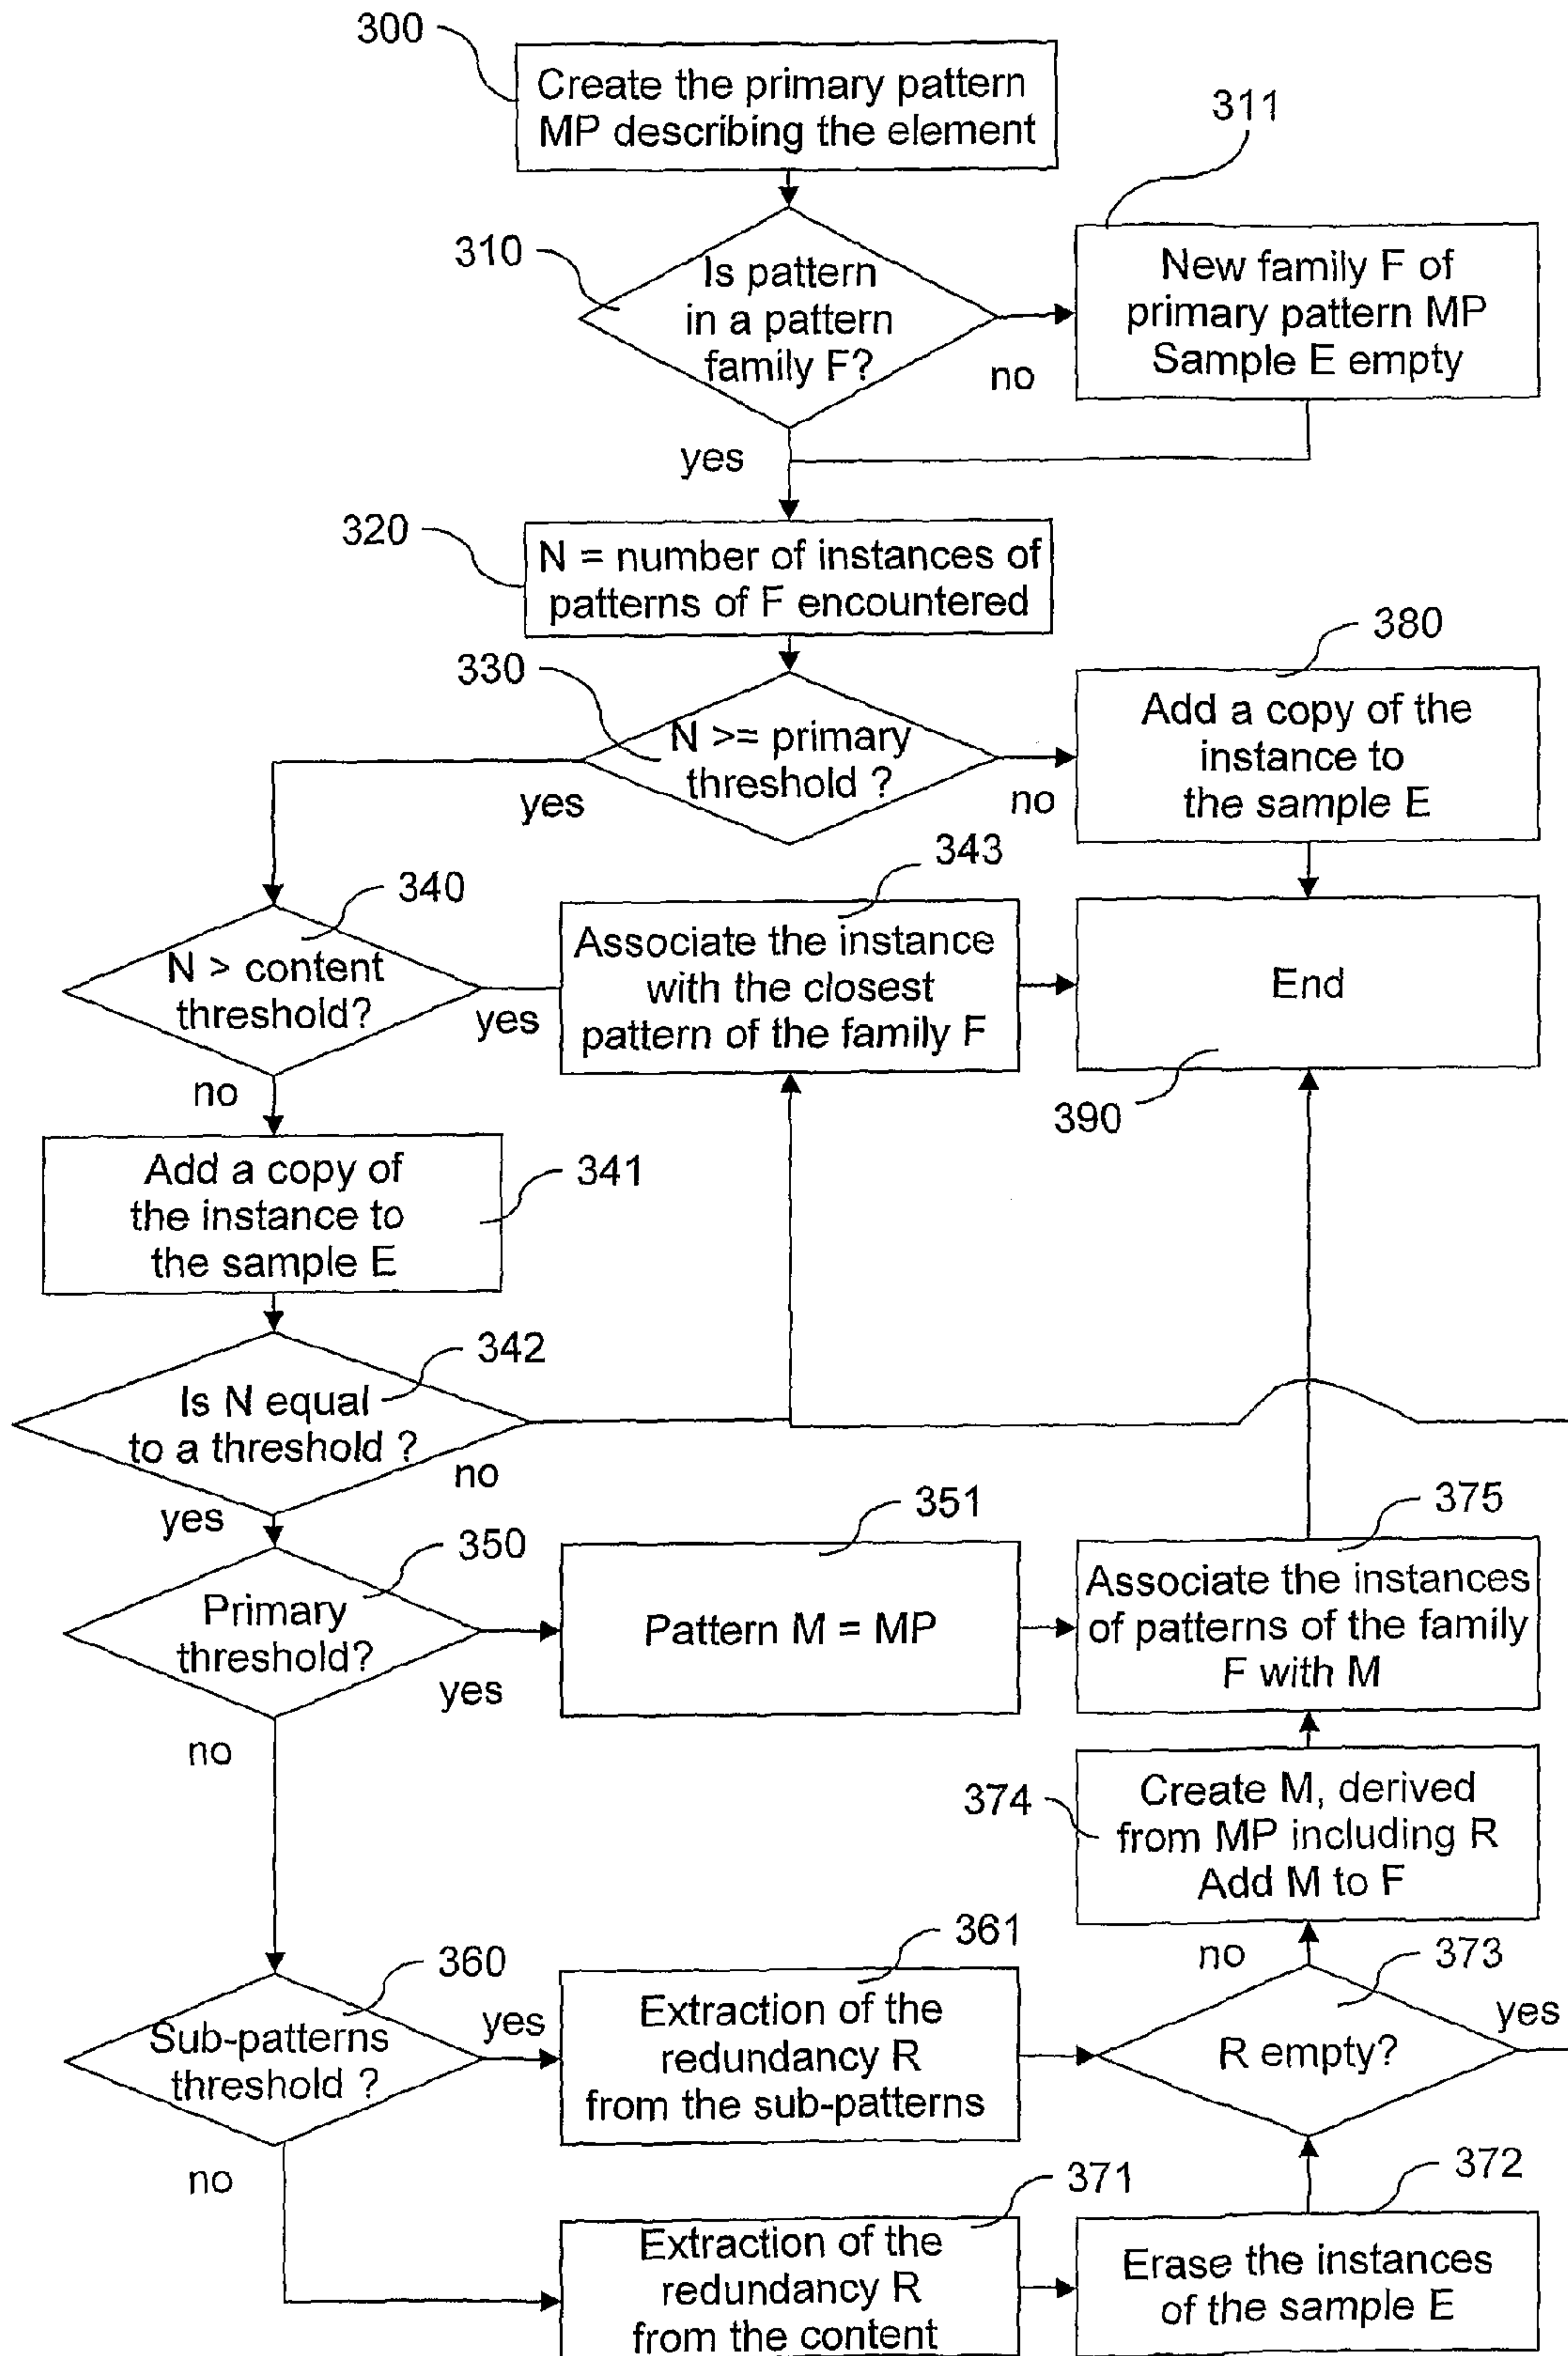 300
Create the primary pattern
MP describing the element
311
310
Is pattern
in a pattern
family F?
no
yes
New family F of
primary pattern MP
Sample E empty
320
N = number of instances of
patterns of F encountered
330
N >= primary
threshold ?
yes
no
380
Add a copy of the
instance to
the sample E
340
N > content
threshold?
yes
no
343
Associate the instance
with the closest
pattern of the family F
End
390
Add a copy of
the instance to
the sample E
341
342
Is N equal
to a threshold ?
no
yes
350
Primary
threshold?
yes
no
351
Pattern M = MP
375
Associate the instances
of patterns of the family
F with M
374
Create M, derived
from MP including R
Add M to F
360
Sub-patterns
threshold ?
yes
no
361
Extraction of the
redundancy R
from the sub-patterns
no
373
R empty?
yes
371
Extraction of the
redundancy R
from the content
372
Erase the instances
of the sample E